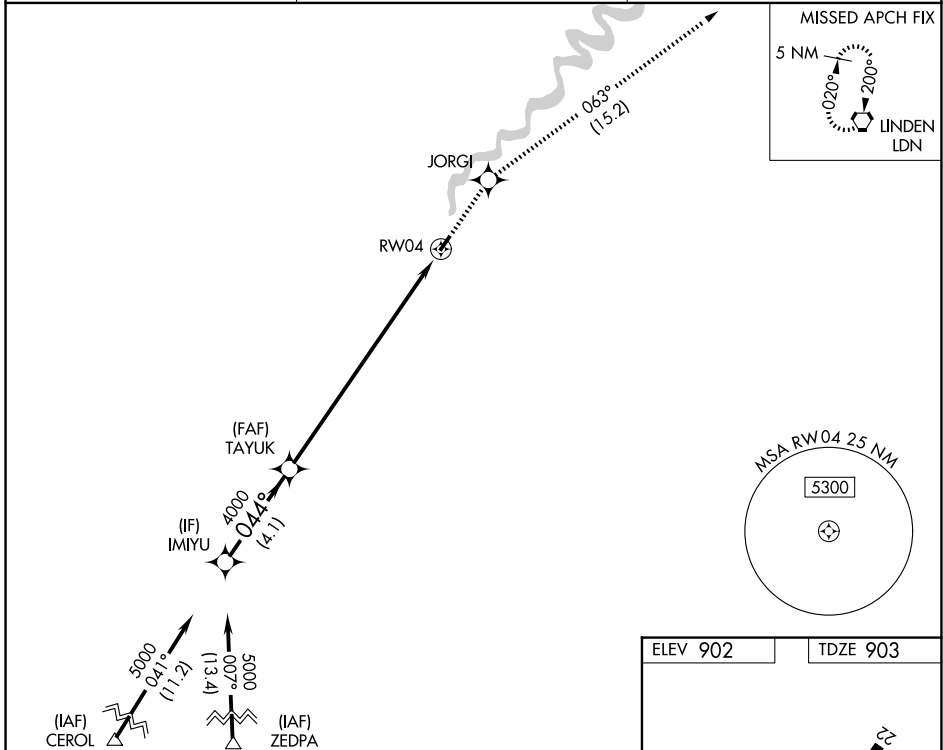 MISSED APCH FIX
5 NM
020°
200°
LINDEN
LDN
063°
(15.2)
JORGI
RW04
(FAF)
TAYUK
4000
044°
(4.1)
(IF)
IMIYU
MSA RW04 25 NM
5300
5000
041°
(11.2)
5000
007°
(13.4)
(IAF)
CEROL
(IAF)
ZEDPA
ELEV 902
TDZE 903
22